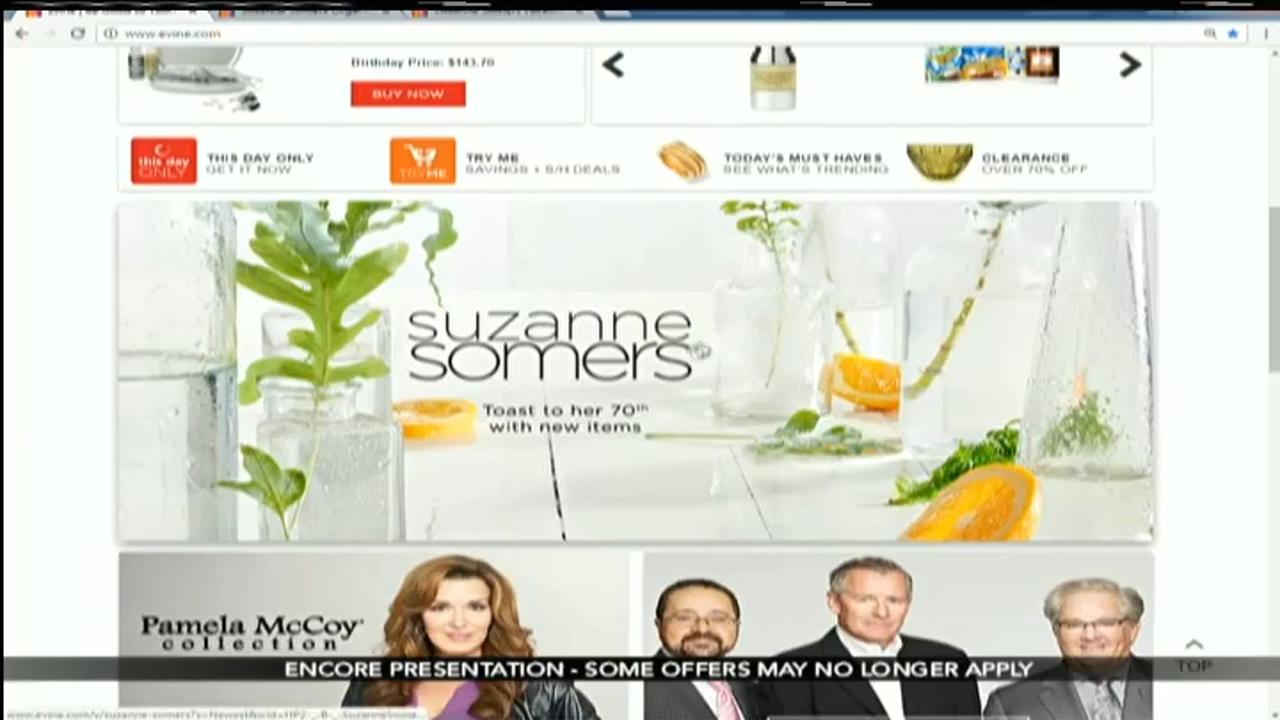 www.evine.com
Birthday Price: $143.70
BUY NOW
this day
ONLY
THIS DAY ONLY
GET IT NOW
TRY ME
TRY ME
SAVINGS + S/H DEALS
TODAY'S MUST HAVES
SEE WHAT'S TRENDING
CLEARANCE
OVER 70% OFF
suzanne
somers
Toast to her 70th
with new items
Pamela McCoy
collection
TOP
ENCORE PRESENTATION - SOME OFFERS MAY NO LONGER APPLY